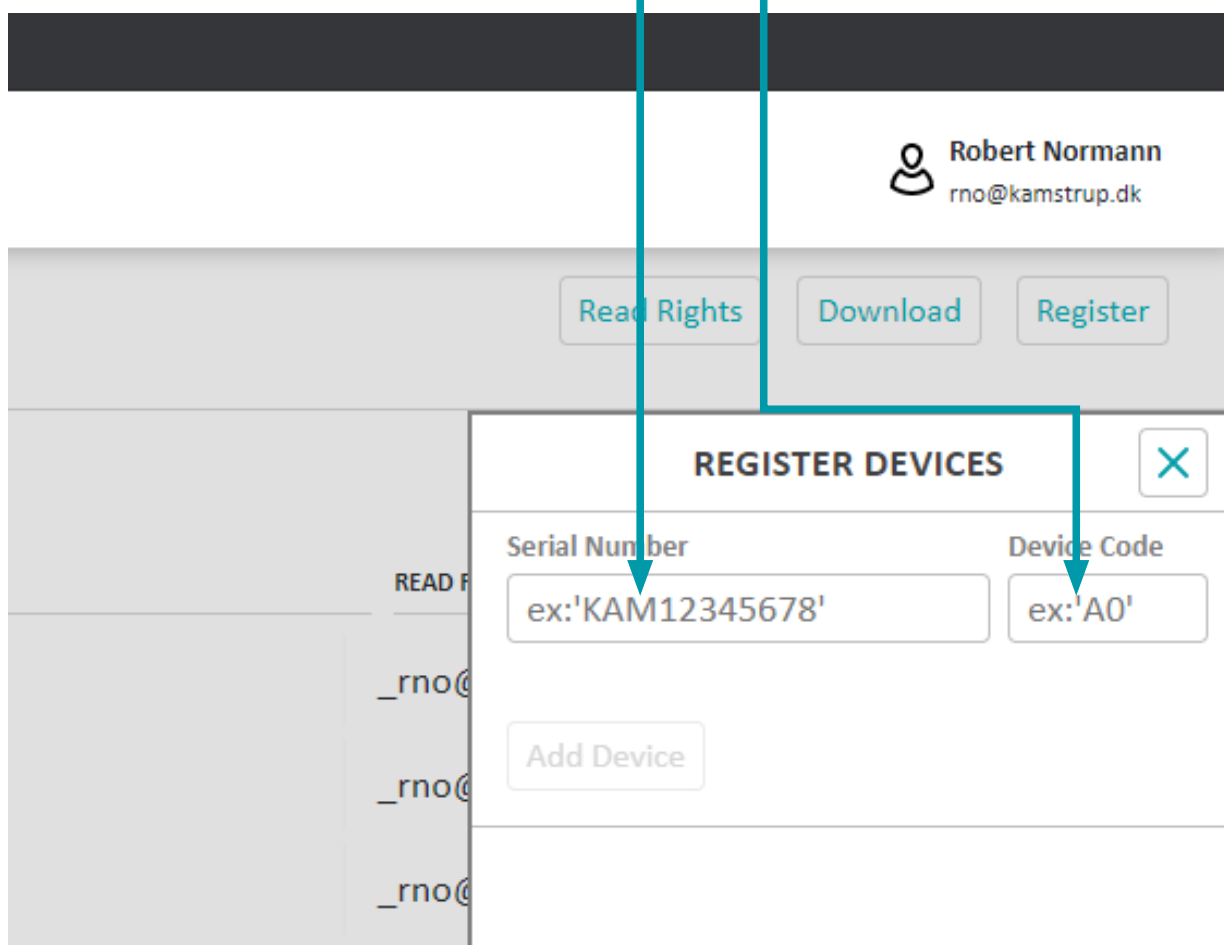 Robert Normann
rno@kamstrup.dk
Read Rights Download Register
REGISTER DEVICES
Serial Number Device Code
READ
ex:'KAM12345678' ex:'A0'
_rno@
Add Device
_rno@
_rno@